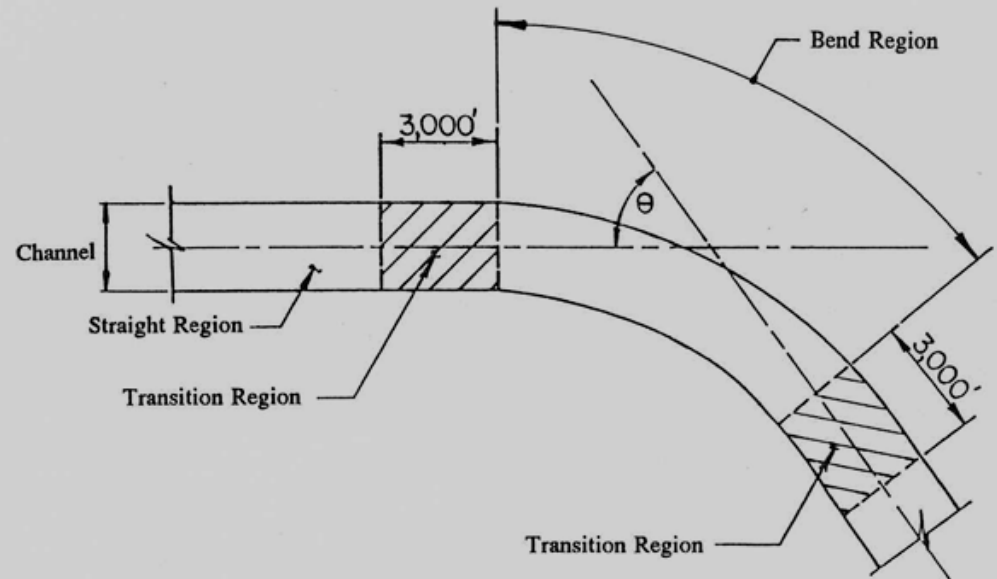 Bend Region
3,000'
θ
Channel
Straight Region
3,000'
Transition Region
Transition Region